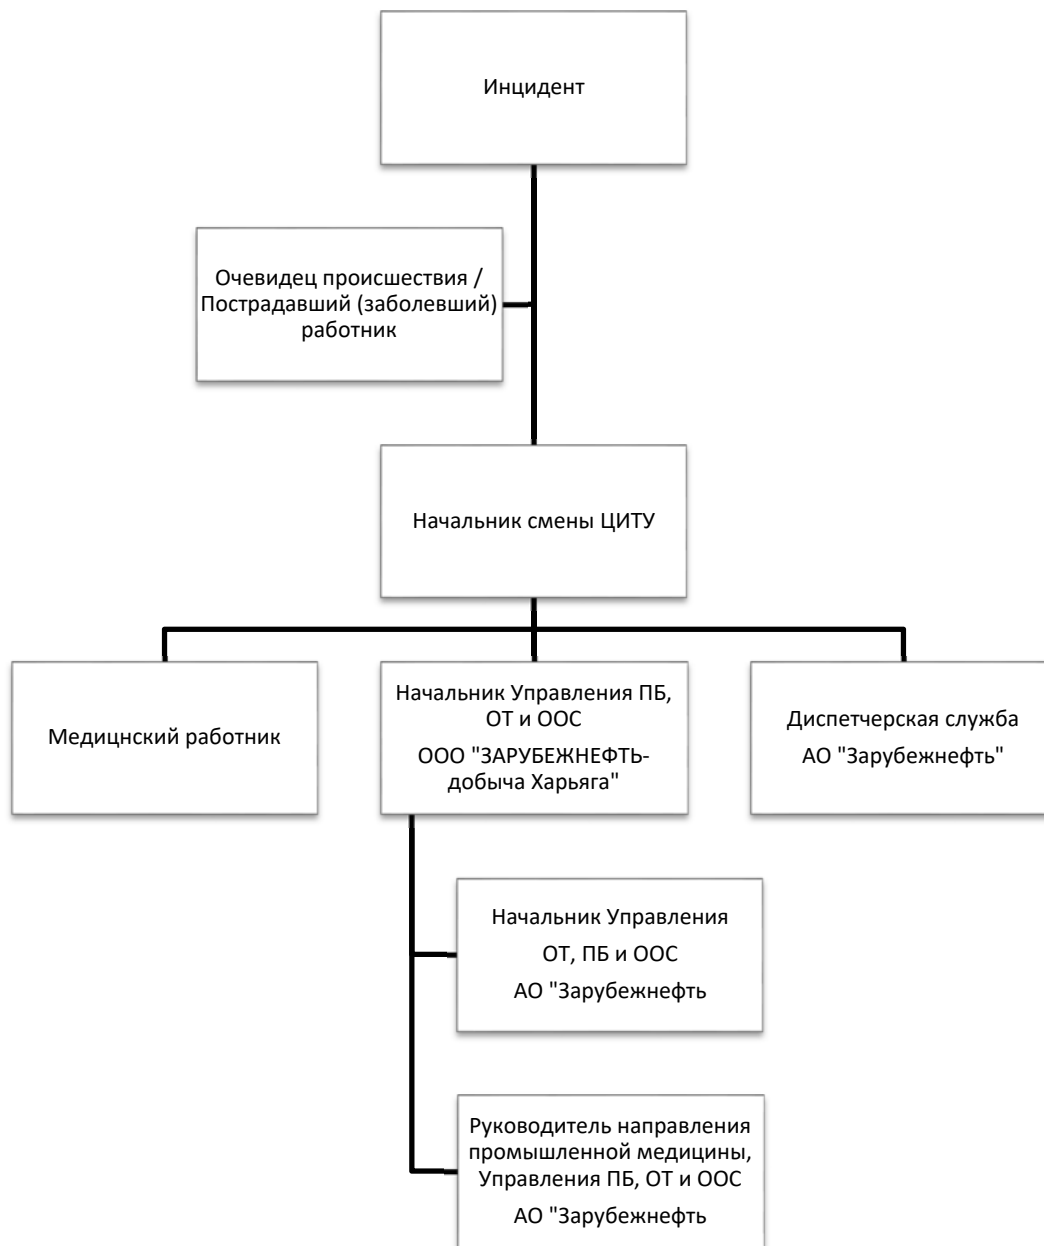 Инцидент
Очевидец происшествия /
Пострадавший (заболевший)
работник
Начальник смены ЦИТУ
Медицнский работник
Начальник Управления ПБ,
ОТ и ООС
ООО "ЗАРУБЕЖНЕФТЬ-
добыча Харьяга"
Диспетчерская служба
АО "Зарубежнефть"
Начальник Управления
ОТ, ПБ и ООС
АО "Зарубежнефть
Руководитель направления
промышленной медицины,
Управления ПБ, ОТ и ООС
АО "Зарубежнефть